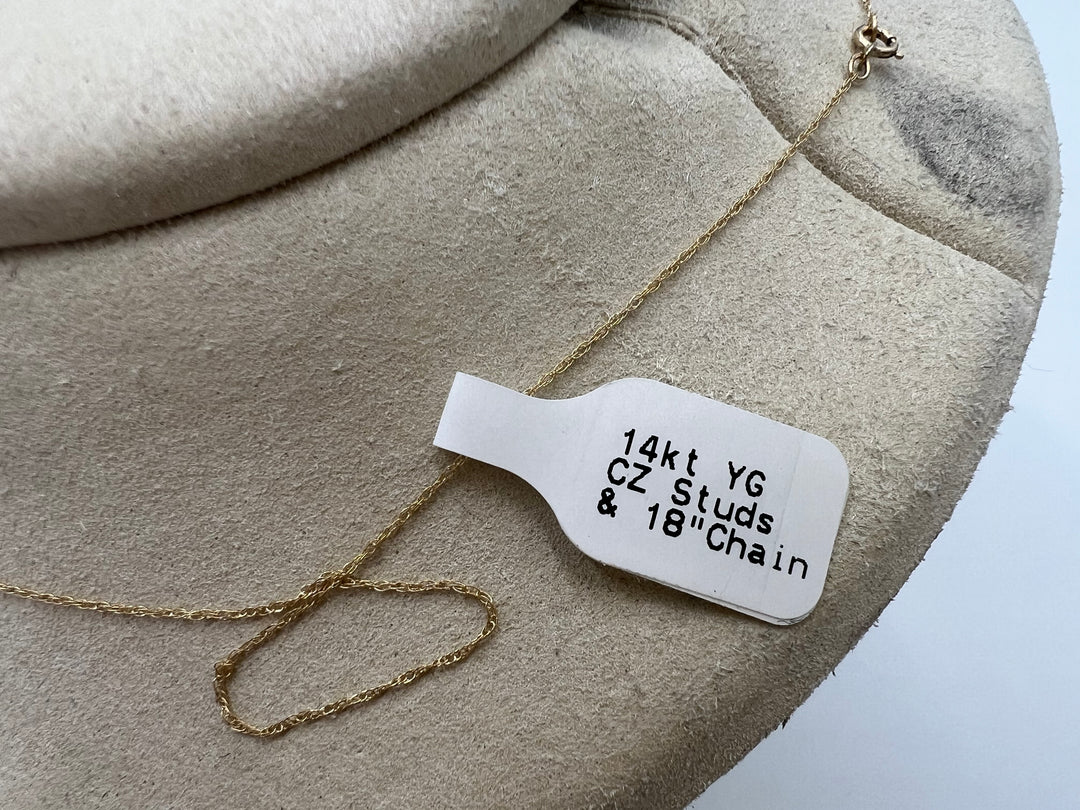 14kt YG
CZ Studs
& 18"Chain